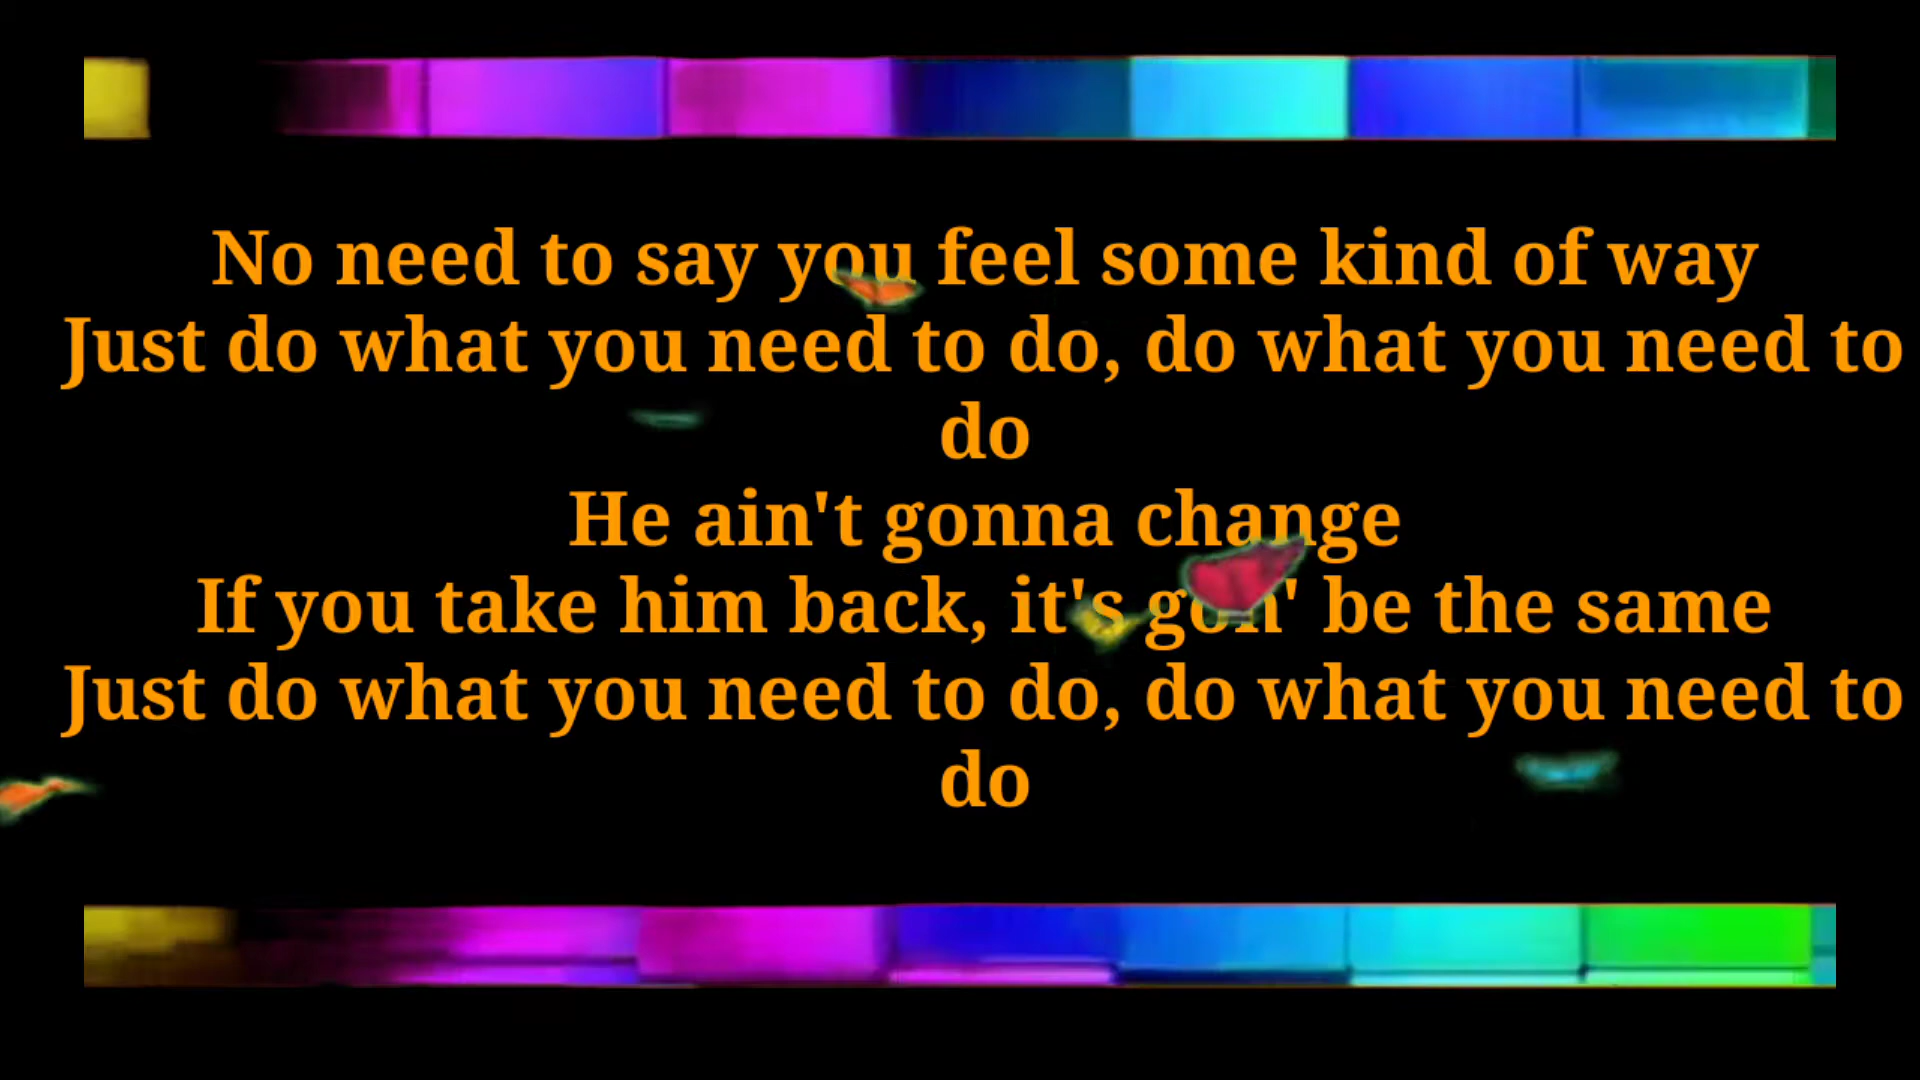 No need to say you feel some kind of way
Just do what you need to do, do what you need to
do
He ain't gonna change
If you take him back, it's gon' be the same
Just do what you need to do, do what you need to
do